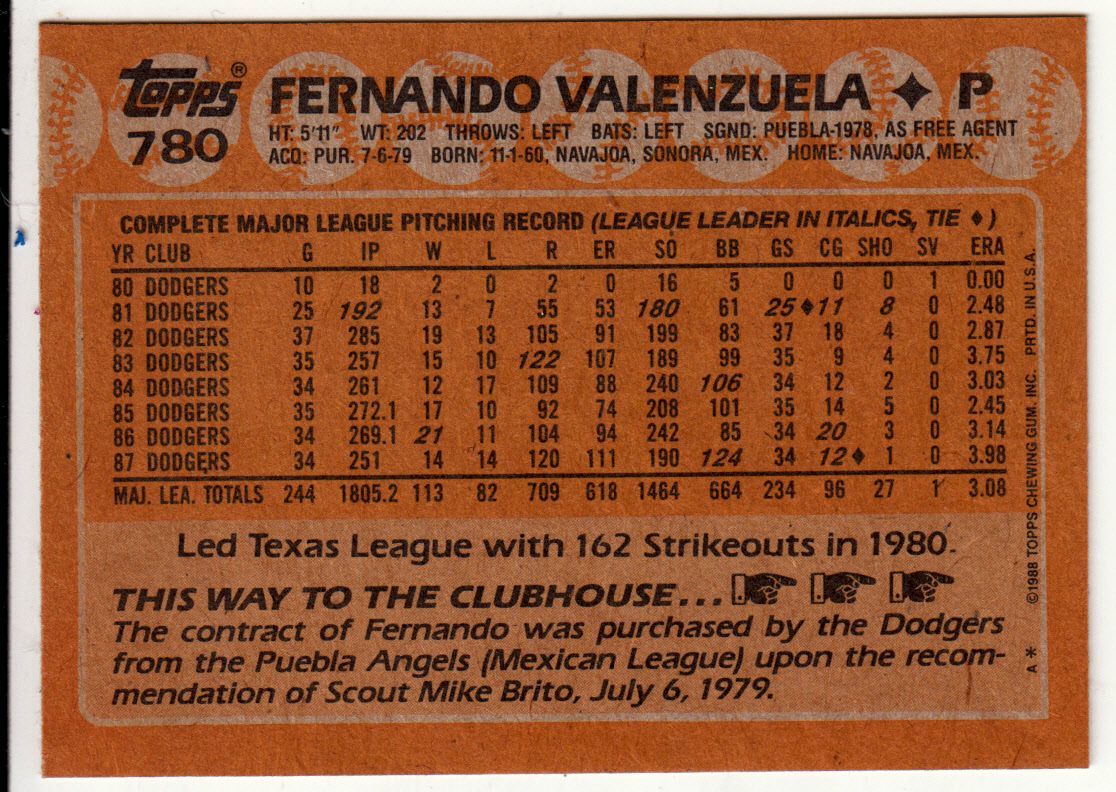 Topps® FERNANDO VALENZUELA ✦ P
780
HT: 5'11" WT: 202 THROWS: LEFT BATS: LEFT SGND: PUEBLA-1978, AS FREE AGENT
ACQ: PUR. 7-6-79 BORN: 11-1-60, NAVAJOA, SONORA, MEX. HOME: NAVAJOA, MEX.
COMPLETE MAJOR LEAGUE PITCHING RECORD (LEAGUE LEADER IN ITALICS, TIE ♦)
YR CLUB G IP W L R ER SO BB GS CG SHO SV ERA
80 DODGERS 10 18 2 0 2 0 16 5 0 0 0 1 0.00
81 DODGERS 25 192 13 7 55 53 180 61 25♦ 11 8 0 2.48
82 DODGERS 37 285 19 13 105 91 199 83 37 18 4 0 2.87
83 DODGERS 35 257 15 10 122 107 189 99 35 9 4 0 3.75
84 DODGERS 34 261 12 17 109 88 240 106 34 12 2 0 3.03
85 DODGERS 35 272.1 17 10 92 74 208 101 35 14 5 0 2.45
86 DODGERS 34 269.1 21 11 104 94 242 85 34 20 3 0 3.14
87 DODGERS 34 251 14 14 120 111 190 124 34 12♦ 1 0 3.98
MAJ. LEA. TOTALS 244 1805.2 113 82 709 618 1464 664 234 96 27 1 3.08
Led Texas League with 162 Strikeouts in 1980.
THIS WAY TO THE CLUBHOUSE...
The contract of Fernando was purchased by the Dodgers
from the Puebla Angels (Mexican League) upon the recom-
mendation of Scout Mike Brito, July 6, 1979.
A* ©1988 TOPPS CHEWING GUM, INC. PRTD. IN U.S.A.